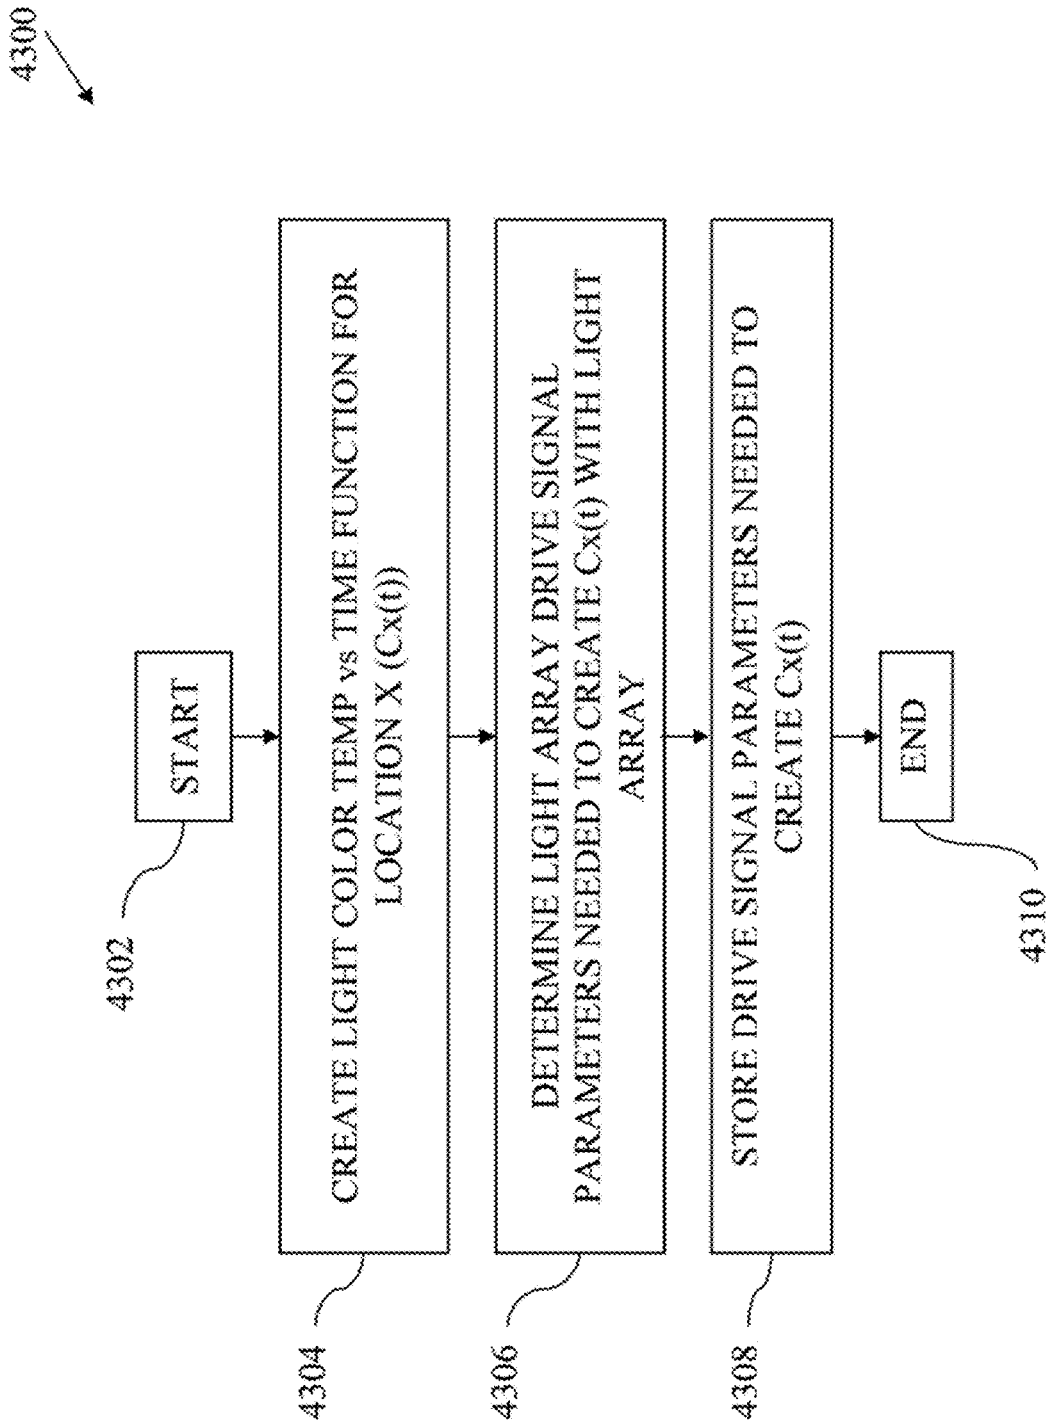 4300
START
4302
CREATE LIGHT COLOR TEMP vs TIME FUNCTION FOR
LOCATION X (Cx(t))
4304
DETERMINE LIGHT ARRAY DRIVE SIGNAL
PARAMETERS NEEDED TO CREATE Cx(t) WITH LIGHT
ARRAY
4306
STORE DRIVE SIGNAL PARAMETERS NEEDED TO
CREATE Cx(t)
4308
END
4310